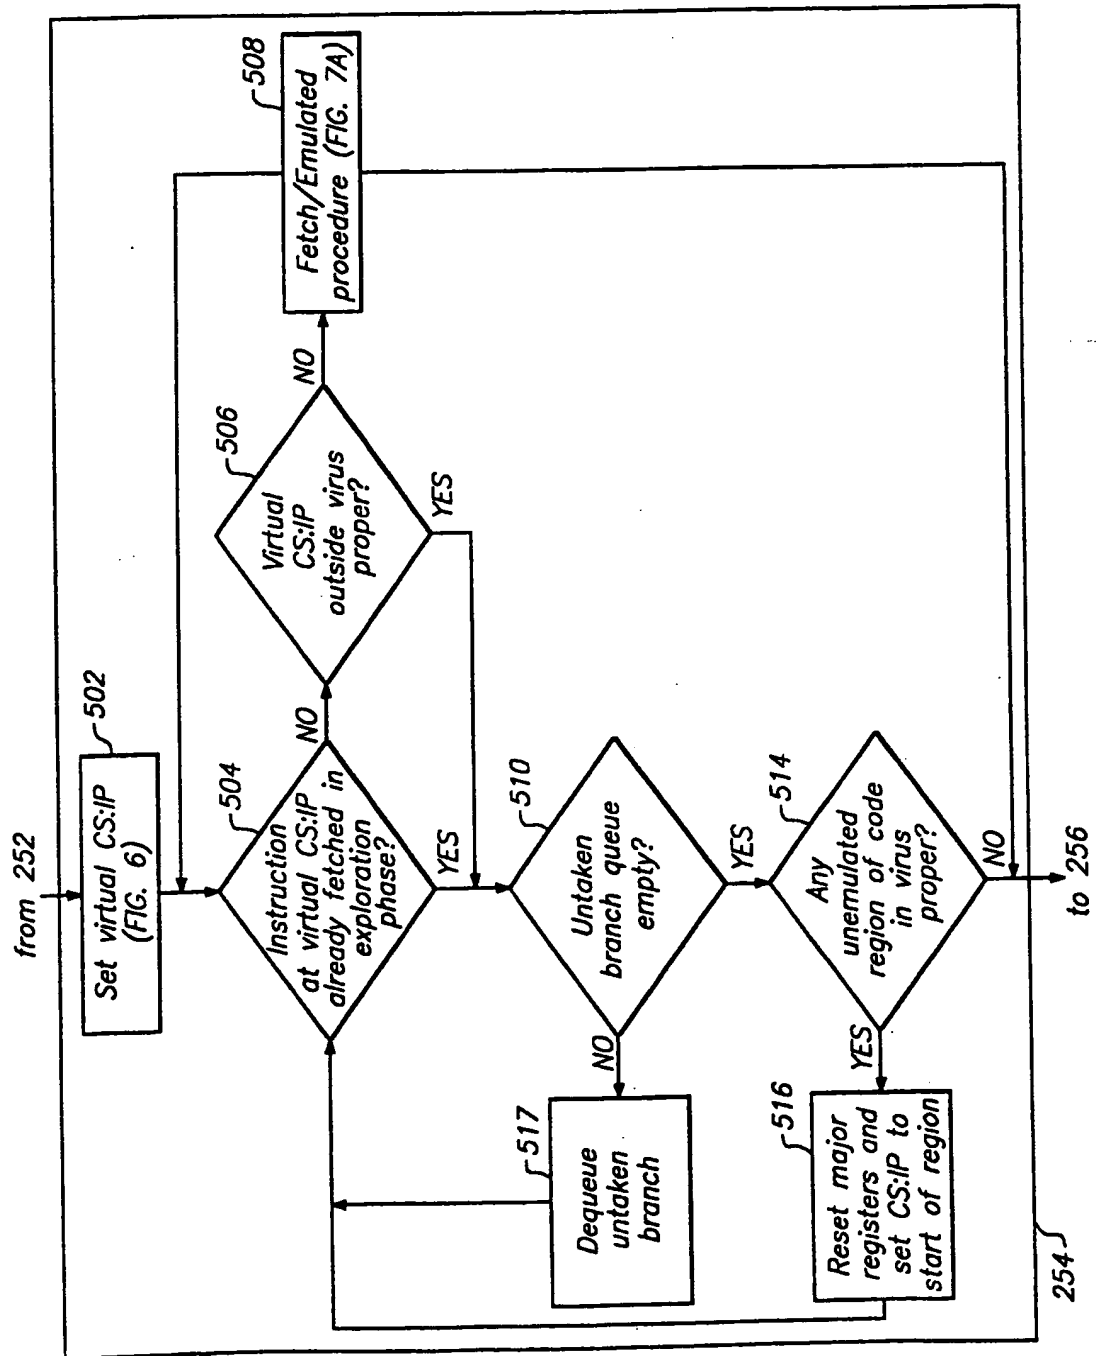 from 252
502
Set virtual CS:IP
(FIG. 6)
504
Instruction
at virtual CS:IP
already fetched in
exploration
phase?
NO
YES
506
Virtual
CS:IP
outside virus
proper?
NO
YES
508
Fetch/Emulated
procedure (FIG. 7A)
510
Untaken
branch queue
empty?
NO
YES
517
Dequeue
untaken
branch
514
Any
unemulated
region of code
in virus
proper?
YES
NO
516
Reset major
registers and
set CS:IP to
start of region
to 256
254